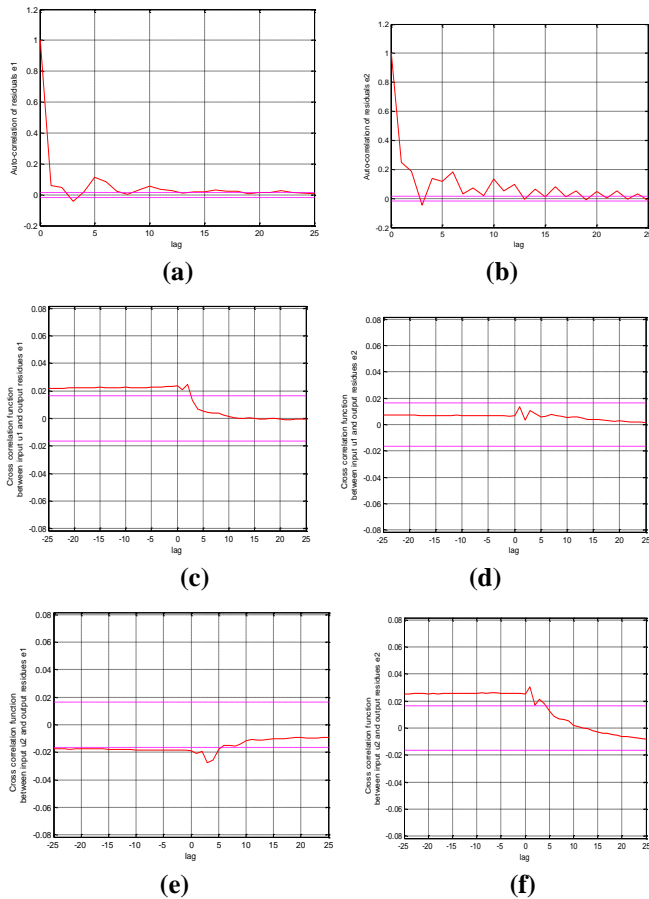 1.2
1
0.8
0.6
0.4
0.2
0
-0.2
Auto-correlation of residuals e1
0 5 10 15 20 25
lag
(a)
1.2
1
0.8
0.6
0.4
0.2
0
-0.2
Auto-correlation of residuals e2
0 5 10 15 20 25
lag
(b)
0.08
0.06
0.04
0.02
0
-0.02
-0.04
-0.06
-0.08
Cross correlation function
between input u1 and output residues e1
-25 -20 -15 -10 -5 0 5 10 15 20 25
lag
(c)
0.08
0.06
0.04
0.02
0
-0.02
-0.04
-0.06
-0.08
Cross correlation function
between input u1 and output residues e2
-25 -20 -15 -10 -5 0 5 10 15 20 25
lag
(d)
0.08
0.06
0.04
0.02
0
-0.02
-0.04
-0.06
-0.08
Cross correlation function
between input u2 and output residues e1
-25 -20 -15 -10 -5 0 5 10 15 20 25
lag
(e)
0.08
0.06
0.04
0.02
0
-0.02
-0.04
-0.06
-0.08
Cross correlation function
between input u2 and output residues e2
-25 -20 -15 -10 -5 0 5 10 15 20 25
lag
(f)